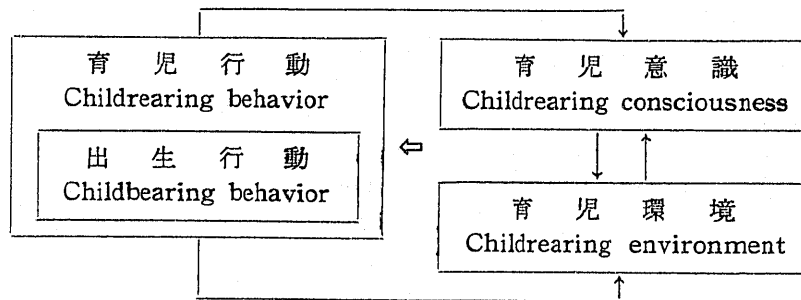 育児行動
Childrearing behavior
出生行動
Childbearing behavior
育児意識
Childrearing consciousness
育児環境
Childrearing environment